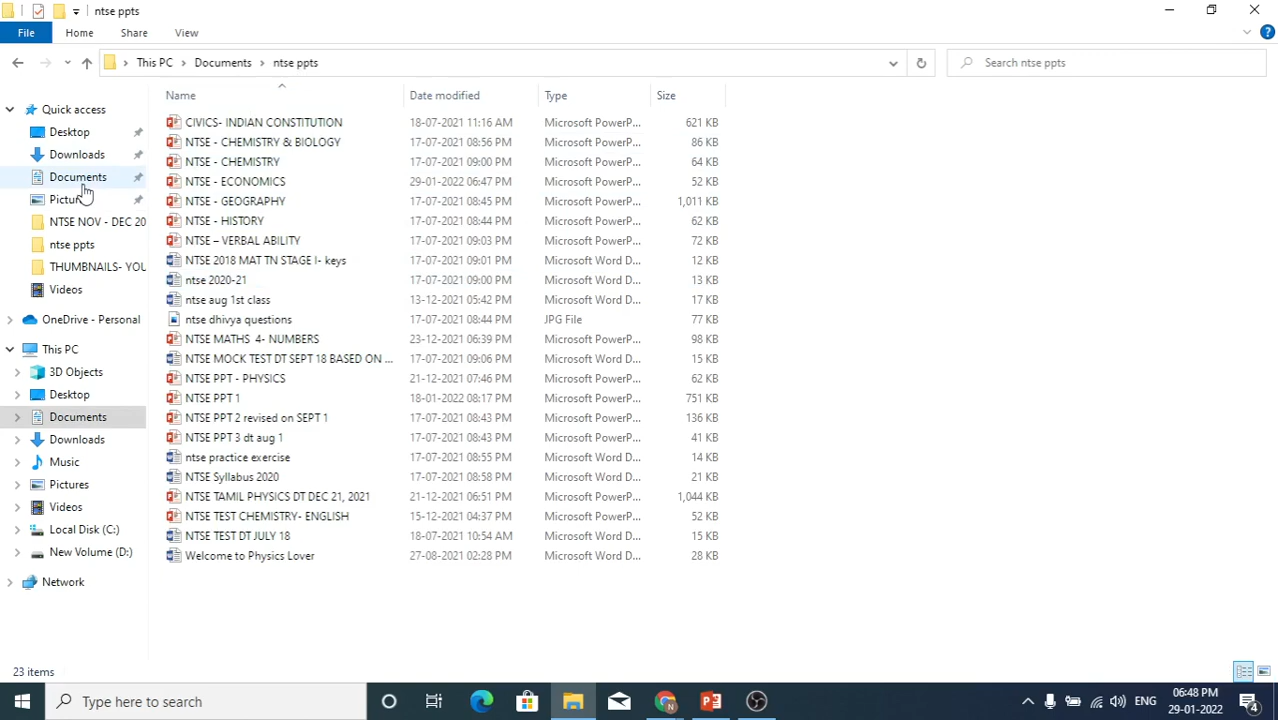 ntse ppts
File Home Share View
This PC Documents ntse ppts Search ntse ppts
Name Date modified Type Size
Quick access
Desktop
Downloads
Documents
NTSE NOV - DEC 20
ntse ppts
THUMBNAILS- YOU
Videos
OneDrive - Personal
This PC
3D Objects
Desktop
Documents
Downloads
Music
Pictures
Videos
Local Disk (C:)
New Volume (D:)
Network
CIVICS- INDIAN CONSTITUTION 18-07-2021 11:16 AM Microsoft PowerP... 621 KB
NTSE - CHEMISTRY & BIOLOGY 17-07-2021 08:56 PM Microsoft PowerP... 86 KB
NTSE - CHEMISTRY 17-07-2021 09:00 PM Microsoft PowerP... 64 KB
NTSE - ECONOMICS 29-01-2022 06:47 PM Microsoft PowerP... 52 KB
NTSE - GEOGRAPHY 17-07-2021 08:45 PM Microsoft PowerP... 1,011 KB
NTSE - HISTORY 17-07-2021 08:44 PM Microsoft PowerP... 62 KB
NTSE – VERBAL ABILITY 17-07-2021 09:03 PM Microsoft PowerP... 72 KB
NTSE 2018 MAT TN STAGE I- keys 17-07-2021 09:01 PM Microsoft Word D... 12 KB
ntse 2020-21 17-07-2021 09:00 PM Microsoft Word D... 13 KB
ntse aug 1st class 13-12-2021 05:42 PM Microsoft Word D... 17 KB
ntse dhivya questions 17-07-2021 08:44 PM JPG File 77 KB
NTSE MATHS 4- NUMBERS 23-12-2021 06:39 PM Microsoft PowerP... 98 KB
NTSE MOCK TEST DT SEPT 18 BASED ON ... 17-07-2021 09:06 PM Microsoft Word D... 15 KB
NTSE PPT - PHYSICS 21-12-2021 07:46 PM Microsoft PowerP... 62 KB
NTSE PPT 1 18-01-2022 08:17 PM Microsoft PowerP... 751 KB
NTSE PPT 2 revised on SEPT 1 17-07-2021 08:43 PM Microsoft PowerP... 136 KB
NTSE PPT 3 dt aug 1 17-07-2021 08:43 PM Microsoft PowerP... 41 KB
ntse practice exercise 17-07-2021 08:55 PM Microsoft Word D... 14 KB
NTSE Syllabus 2020 17-07-2021 08:58 PM Microsoft Word D... 21 KB
NTSE TAMIL PHYSICS DT DEC 21, 2021 21-12-2021 06:51 PM Microsoft PowerP... 1,044 KB
NTSE TEST CHEMISTRY- ENGLISH 15-12-2021 04:37 PM Microsoft PowerP... 52 KB
NTSE TEST DT JULY 18 18-07-2021 10:54 AM Microsoft Word D... 15 KB
Welcome to Physics Lover 27-08-2021 02:28 PM Microsoft Word D... 28 KB
23 items
Type here to search
ENG
06:48 PM
29-01-2022
4